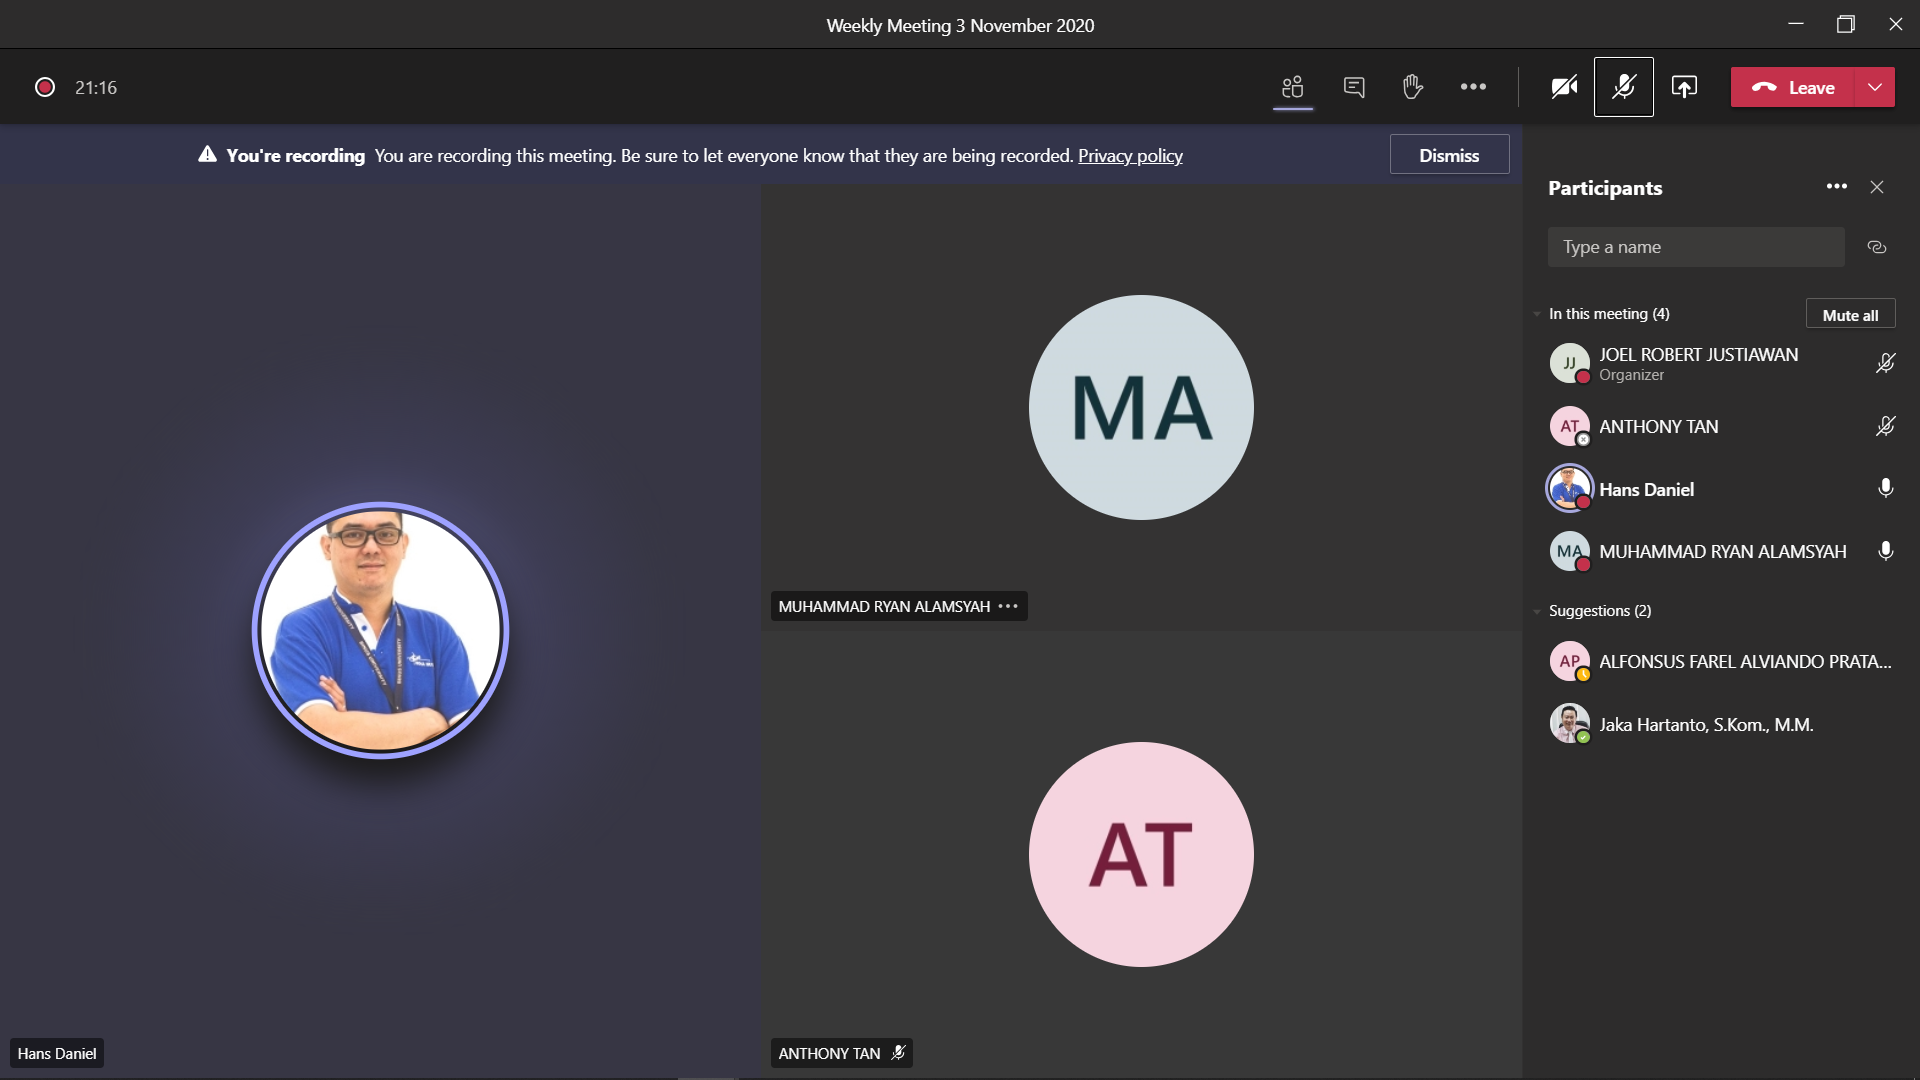 Weekly Meeting 3 November 2020
21:16
Leave
You're recording You are recording this meeting. Be sure to let everyone know that they are being recorded. Privacy policy
Dismiss
MA
MUHAMMAD RYAN ALAMSYAH
AT
Hans Daniel
ANTHONY TAN
Participants
Type a name
In this meeting (4)
Mute all
JJ
JOEL ROBERT JUSTIAWAN
Organizer
AT
ANTHONY TAN
Hans Daniel
MA
MUHAMMAD RYAN ALAMSYAH
Suggestions (2)
AP
ALFONSUS FAREL ALVIANDO PRATA...
Jaka Hartanto, S.Kom., M.M.